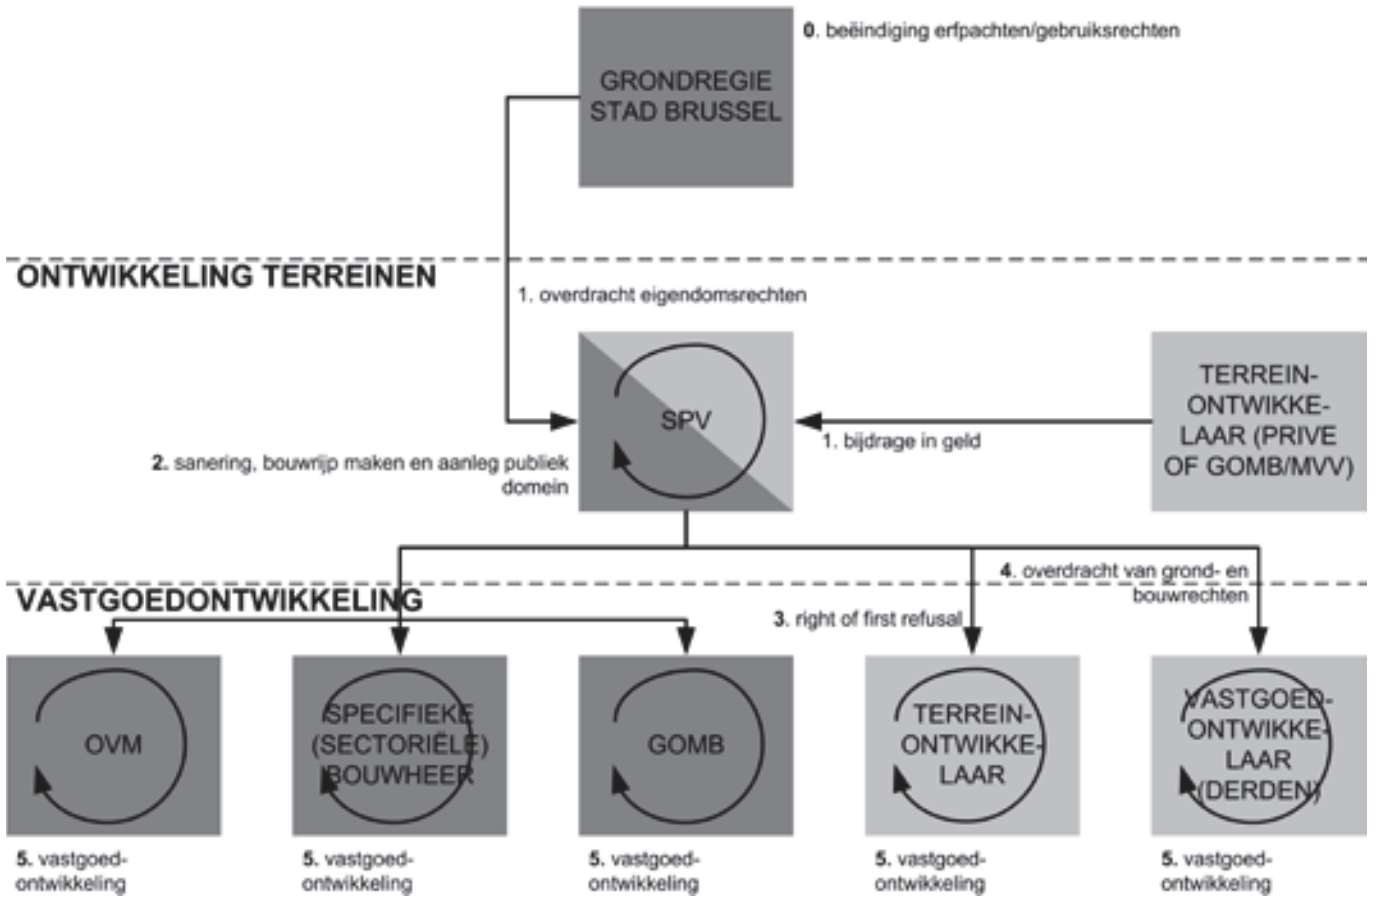 0. beëindiging erfpachten/gebruiksrechten
GRONDREGIE
STAD BRUSSEL
ONTWIKKELING TERREINEN
1. overdracht eigendomsrechten
SPV
TERREIN-
ONTWIKKE-
LAAR (PRIVE
OF GOMB/MVV)
1. bijdrage in geld
2. sanering, bouwrijp maken en aanleg publiek
domein
4. overdracht van grond- en
bouwrechten
VASTGOEDONTWIKKELING
3. right of first refusal
OVM
SPECIFIEKE
(SECTORIËLE)
BOUWHEER
GOMB
TERREIN-
ONTWIKKE-
LAAR
VASTGOED-
ONTWIKKE-
LAAR
(DERDEN)
5. vastgoed-
ontwikkeling
5. vastgoed-
ontwikkeling
5. vastgoed-
ontwikkeling
5. vastgoed-
ontwikkeling
5. vastgoed-
ontwikkeling